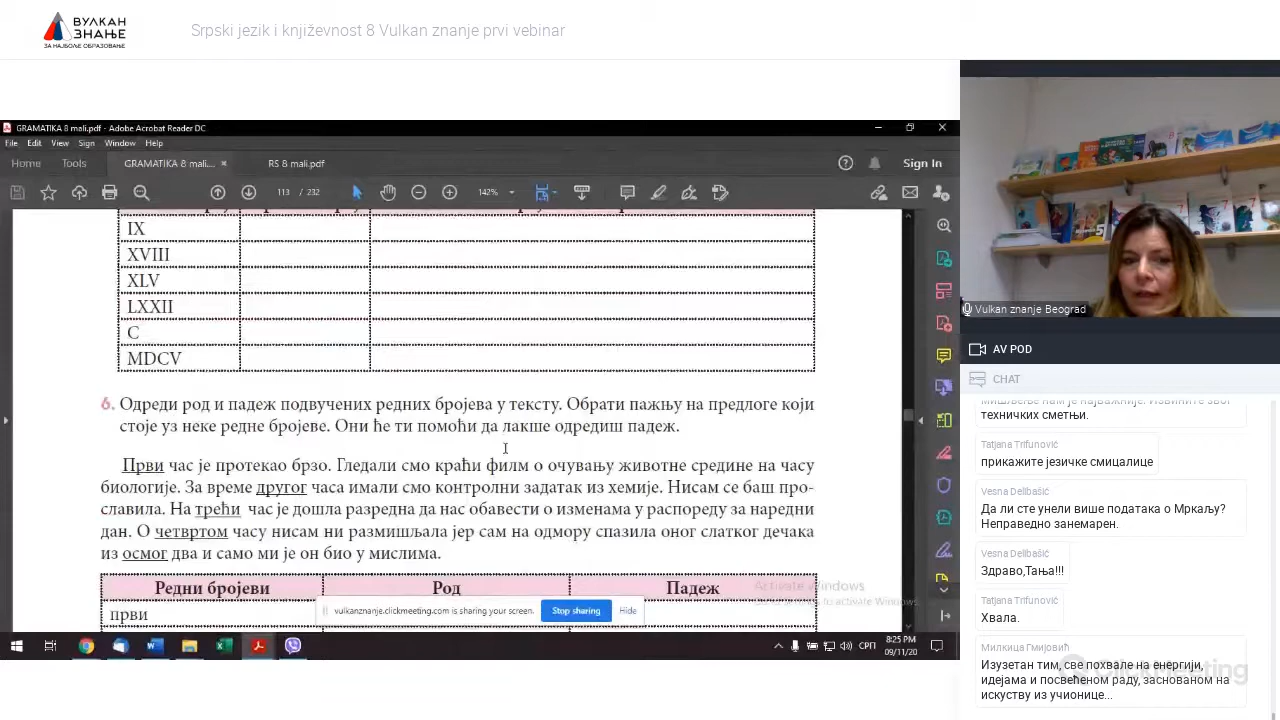 ВУЛКАН
ЗНАЊЕ
ЗА НАЈБОЉЕ ОБРАЗОВАЊЕ
Srpski jezik i književnost 8 Vulkan znanje prvi vebinar
GRAMATIKA 8 mali.pdf - Adobe Acrobat Reader DC
File Edit View Sign Window Help
Home Tools GRAMATIKA 8 mali.... × RS 8 mali.pdf Sign In
113 / 232 142%
IX
XVIII
XLV
LXXII
C
MDCV
6. Одреди род и падеж подвучених редних бројева у тексту. Обрати пажњу на предлоге који
стоје уз неке редне бројеве. Они ће ти помоћи да лакше одредиш падеж.
Први час је протекао брзо. Гледали смо краћи филм о очувању животне средине на часу
биологије. За време другог часа имали смо контролни задатак из хемије. Нисам се баш про-
славила. На трећи час је дошла разредна да нас обавести о изменама у распореду за наредни
дан. О четвртом часу нисам ни размишљала јер сам на одмору спазила оног слатког дечака
из осмог два и само ми је он био у мислима.
Редни бројеви Род Падеж
први
Activate Windows
to activate Windows.
vulkanznanje.clickmeeting.com is sharing your screen. Stop sharing Hide
СРП 8:25 PM
09/11/20
Vulkan znanje Beograd
AV POD
CHAT
техничких сметњи.
Tatjana Trifunović
прикажите језичке смицалице
Vesna Delibašić
Да ли сте унели више података о Мркаљу?
Неправедно занемарен.
Vesna Delibašić
Здраво,Тања!!!
Tatjana Trifunović
Хвала.
Милкица Гмијовић
Изузетан тим, све похвале на енергији,
идејама и посвећеном раду, заснованом на
искуству из учионице...
ClickMeeting